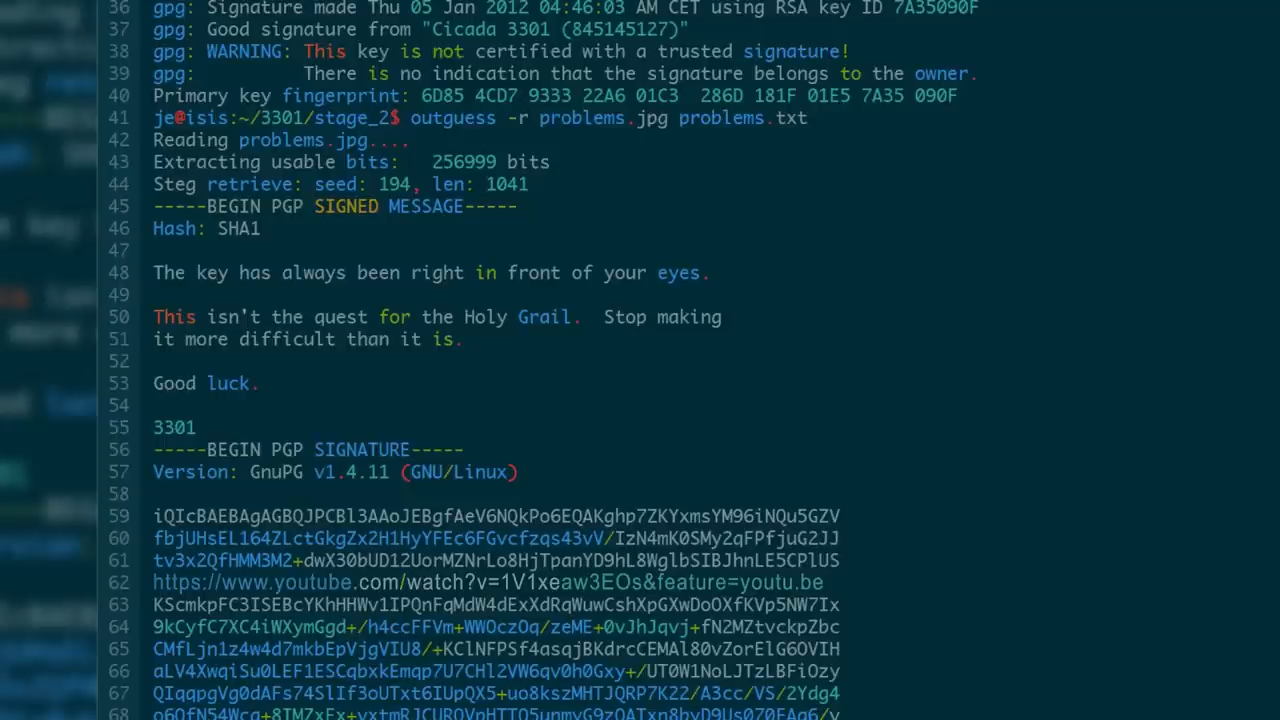 36 gpg: Signature made Thu 05 Jan 2012 04:46:03 AM CET using RSA key ID 7A35090F
37 gpg: Good signature from "Cicada 3301 (845145127)"
38 gpg: WARNING: This key is not certified with a trusted signature!
39 gpg:          There is no indication that the signature belongs to the owner.
40 Primary key fingerprint: 6D85 4CD7 9333 22A6 01C3  286D 181F 01E5 7A35 090F
41 je@isis:~/3301/stage_2$ outguess -r problems.jpg problems.txt
42 Reading problems.jpg....
43 Extracting usable bits:   256999 bits
44 Steg retrieve: seed: 194, len: 1041
45 -----BEGIN PGP SIGNED MESSAGE-----
46 Hash: SHA1
47
48 The key has always been right in front of your eyes.
49
50 This isn't the quest for the Holy Grail.  Stop making
51 it more difficult than it is.
52
53 Good luck.
54
55 3301
56 -----BEGIN PGP SIGNATURE-----
57 Version: GnuPG v1.4.11 (GNU/Linux)
58
59 iQIcBAEBAgAGBQJPCBl3AAoJEBgfAeV6NQkPo6EQAKghp7ZKYxmsYM96iNQu5GZV
60 fbjUHsEL164ZLctGkgZx2H1HyYFEc6FGvcfzqs43vV/IzN4mK0SMy2qFPfjuG2JJ
61 tv3x2QfHMM3M2+dwX30bUD12UorMZNrLo8HjTpanYD9hL8WglbSIBJhnLE5CPlUS
62 https://www.youtube.com/watch?v=1V1xeaw3EOs&feature=youtu.be
63 KScmkpFC3ISEBcYKhHHWv1IPQnFqMdW4dExXdRqWuwCshXpGXwDoOXfKVp5NW7Ix
64 9kCyfC7XC4iWXymGgd+/h4ccFFVm+WWOczOq/zeME+0vJhJqvj+fN2MZtvckpZbc
65 CMfLjn1z4w4d7mkbEpVjgVIU8/+KClNFPSf4asqjBKdrcCEMAl80vZorElG6OVIH
66 aLV4XwqiSu0LEF1ESCqbxkEmqp7U7CHl2VW6qv0h0Gxy+/UT0W1NoLJTzLBFiOzy
67 QIqqpgVg0dAFs74SlIf3oUTxt6IUpQX5+uo8kszMHTJQRP7K22/A3cc/VS/2Ydg4
68